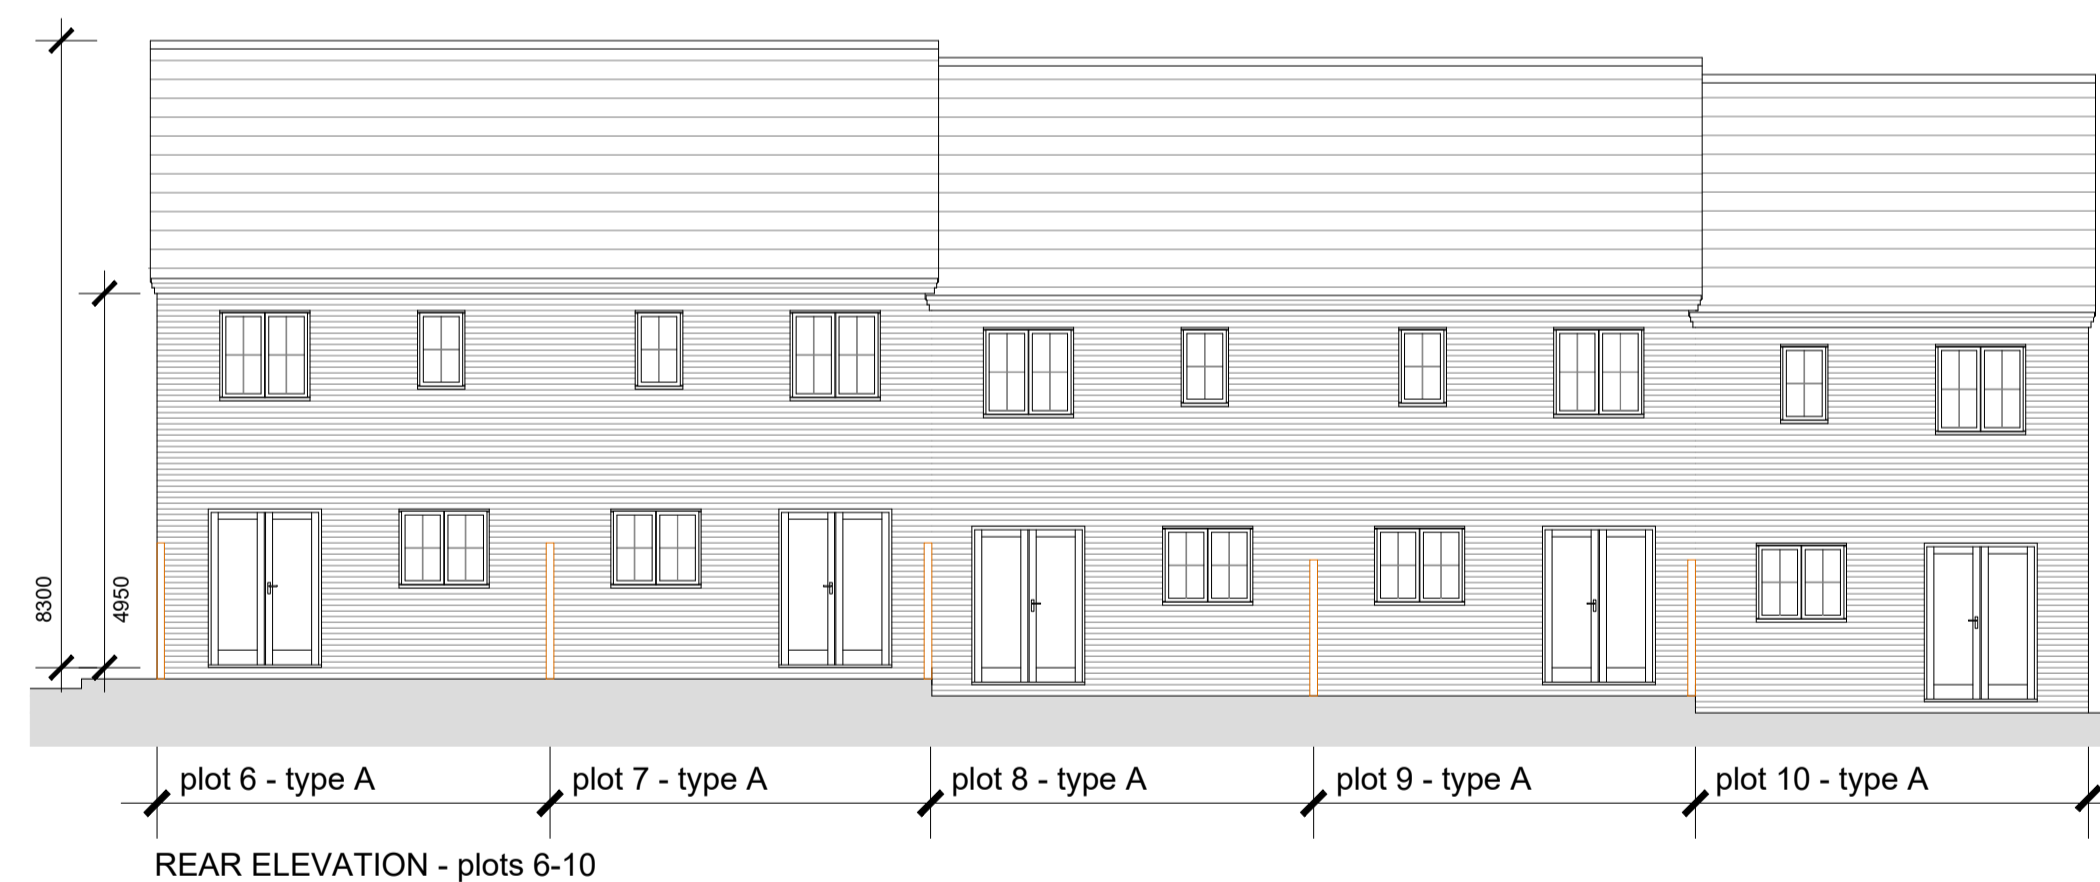 8300
4950
plot 6 - type A
plot 7 - type A
plot 8 - type A
plot 9 - type A
plot 10 - type A
REAR ELEVATION - plots 6-10